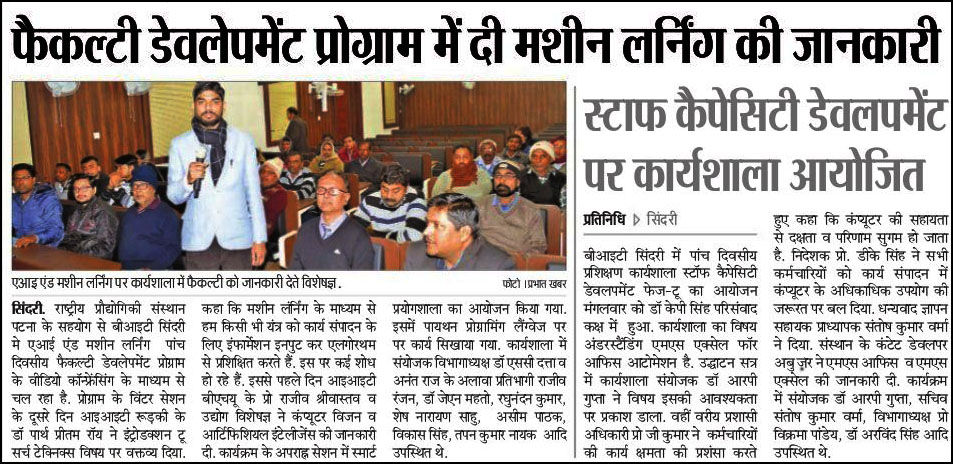 फैकल्टी डेवलेपमेंट प्रोग्राम में दी मशीन लर्निंग की जानकारी
एआइ एंड मशीन लर्निंग पर कार्यशाला में फैकल्टी को जानकारी देते विशेषज्ञ.
फोटो । प्रभात खबर
सिंदरी. राष्ट्रीय प्रौद्योगिकी संस्थान
पटना के सहयोग से बीआइटी सिंदरी
में एआई एंड मशीन लर्निंग पांच
दिवसीय फैकल्टी डेवलेपमेंट प्रोग्राम
के वीडियो कॉन्फ्रेंसिंग के माध्यम से
चल रहा है. प्रोग्राम के विंटर सेशन
के दूसरे दिन आइआइटी रूड़की के
डॉ पार्थ प्रीतम रॉय ने इंट्रोडक्शन टू
सर्च टेक्निक्स विषय पर वक्तव्य दिया.
कहा कि मशीन लर्निंग के माध्यम से
हम किसी भी यंत्र को कार्य संपादन के
लिए इंफार्मेशन इनपुट कर एलगोरथम
से प्रशिक्षित करते हैं. इस पर कई शोध
हो रहे हैं. इससे पहले दिन आइआइटी
बीएचयू के प्रो राजीव श्रीवास्तव व
उद्योग विशेषज्ञ ने कंप्यूटर विजन व
आर्टिफिशियल इंटेलीजेंस की जानकारी
दी. कार्यक्रम के अपराह्न सेशन में स्मार्ट
प्रयोगशाला का आयोजन किया गया.
इसमें पायथन प्रोग्रामिंग लैंग्वेज पर
पर कार्य सिखाया गया. कार्यशाला में
संयोजक विभागाध्यक्ष डॉ एससी दत्ता व
अनंत राज के अलावा प्रतिभागी राजीव
रंजन, डॉ जेएन महतो, रघुनंदन कुमार,
शेष नारायण साहु, असीम पाठक,
विकास सिंह, तपन कुमार नायक आदि
उपस्थित थे.
स्टाफ कैपेसिटी डेवलपमेंट
पर कार्यशाला आयोजित
प्रतिनिधि ▷ सिंदरी
बीआइटी सिंदरी में पांच दिवसीय
प्रशिक्षण कार्यशाला स्टॉफ कैपैसिटी
डेवलपमेंट फेज-टू का आयोजन
मंगलवार को डॉ केपी सिंह परिसंवाद
कक्ष में हुआ. कार्यशाला का विषय
अंडरस्टैंडिंग एमएस एक्सेल फॉर
आफिस आटोमेशन है. उद्घाटन सत्र
में कार्यशाला संयोजक डॉ आरपी
गुप्ता ने विषय इसकी आवश्यकता
पर प्रकाश डाला. वहीं वरीय प्रशासी
अधिकारी प्रो जी कुमार ने कर्मचारियों
की कार्य क्षमता की प्रशंसा करते
हुए कहा कि कंप्यूटर की सहायता
से दक्षता व परिणाम सुगम हो जाता
है. निदेशक प्रो. डीके सिंह ने सभी
कर्मचारियों को कार्य संपादन में
कंप्यूटर के अधिकाधिक उपयोग की
जरूरत पर बल दिया. धन्यवाद ज्ञापन
सहायक प्राध्यापक संतोष कुमार वर्मा
ने दिया. संस्थान के कंटेट डेवलपर
अबु ज़र ने एमएस आफिस व एमएस
एक्सेल की जानकारी दी. कार्यक्रम
में संयोजक डॉ आरपी गुप्ता, सचिव
संतोष कुमार वर्मा, विभागाध्यक्ष प्रो
विक्रमा पांडेय, डॉ अरविंद सिंह आदि
उपस्थित थे.